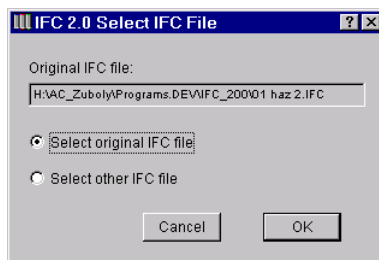 IFC 2.0 Select IFC File
Original IFC file:
H:\AC_Zuboly\Programs.DEV\IFC_200\01 haz 2.IFC
Select original IFC file
Select other IFC file
Cancel OK